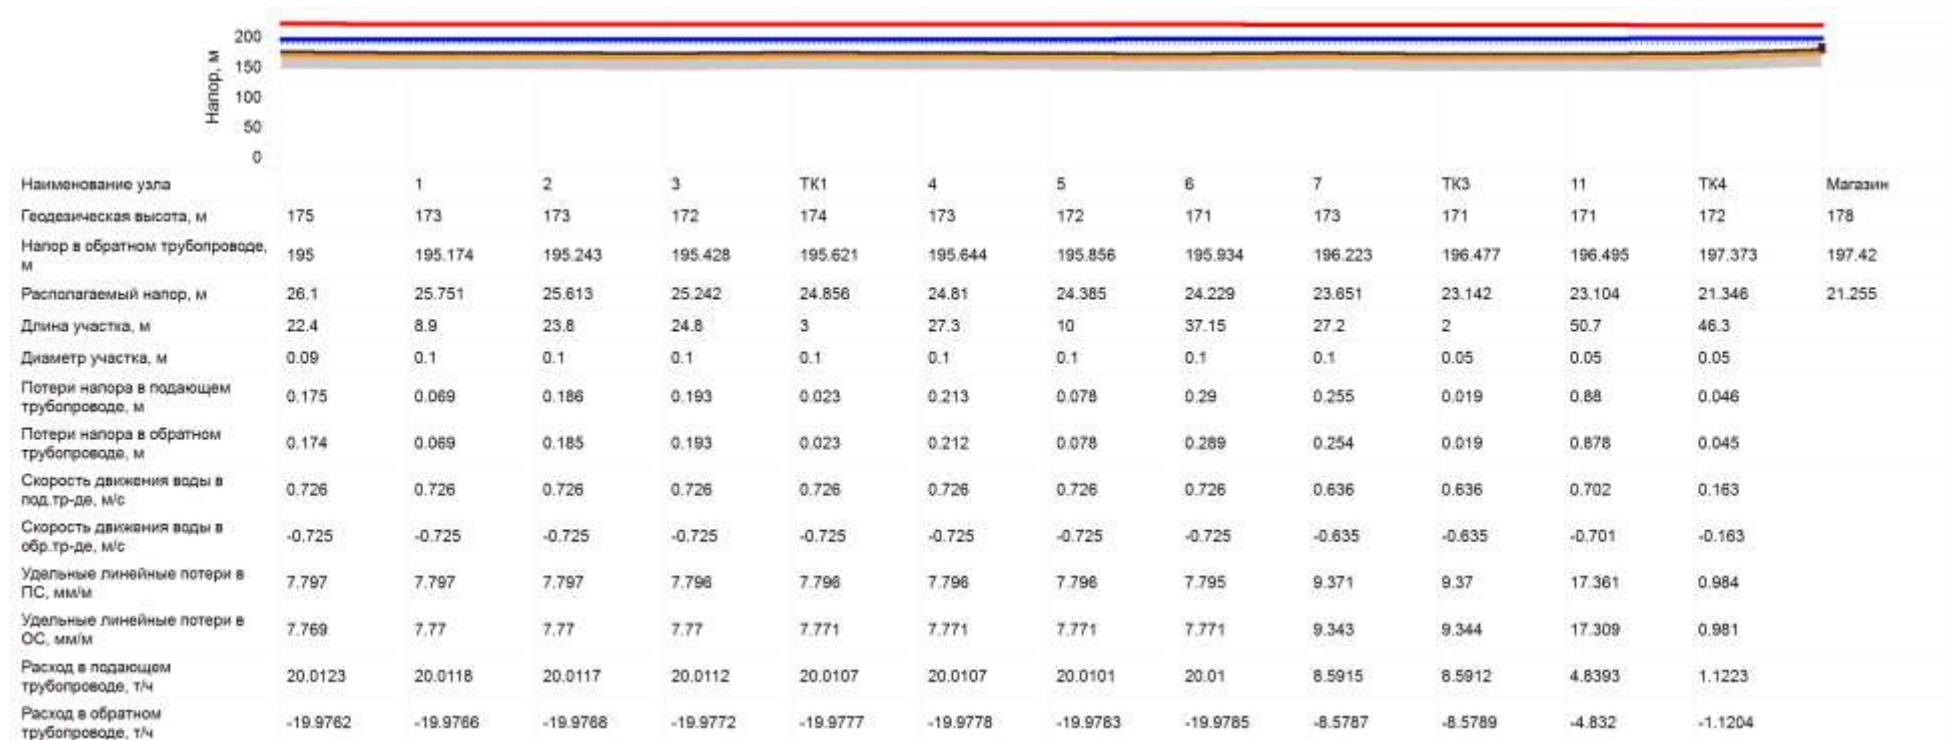 200
150
100
50
0
Напор, м
Наименование узла 1 2 3 ТК1 4 5 6 7 ТК3 11 ТК4 Магазин
Геодезическая высота, м 175 173 173 172 174 173 172 171 173 171 171 172 178
Напор в обратном трубопроводе,
м 195 195.174 195.243 195.428 195.621 195.644 195.856 195.934 196.223 196.477 196.495 197.373 197.42
Располагаемый напор, м 26.1 25.751 25.613 25.242 24.856 24.81 24.385 24.229 23.651 23.142 23.104 21.346 21.255
Длина участка, м 22.4 8.9 23.8 24.8 3 27.3 10 37.15 27.2 2 50.7 46.3
Диаметр участка, м 0.09 0.1 0.1 0.1 0.1 0.1 0.1 0.1 0.1 0.05 0.05 0.05
Потери напора в подающем
трубопроводе, м 0.175 0.069 0.186 0.193 0.023 0.213 0.078 0.29 0.255 0.019 0.88 0.046
Потери напора в обратном
трубопроводе, м 0.174 0.069 0.185 0.193 0.023 0.212 0.078 0.289 0.254 0.019 0.878 0.045
Скорость движения воды в
под.тр-де, м/с 0.726 0.726 0.726 0.726 0.726 0.726 0.726 0.726 0.636 0.636 0.702 0.163
Скорость движения воды в
обр.тр-де, м/с -0.725 -0.725 -0.725 -0.725 -0.725 -0.725 -0.725 -0.725 -0.635 -0.635 -0.701 -0.163
Удельные линейные потери в
ПС, мм/м 7.797 7.797 7.797 7.796 7.796 7.796 7.796 7.795 9.371 9.37 17.361 0.984
Удельные линейные потери в
ОС, мм/м 7.769 7.77 7.77 7.77 7.771 7.771 7.771 7.771 9.343 9.344 17.309 0.981
Расход в подающем
трубопроводе, т/ч 20.0123 20.0118 20.0117 20.0112 20.0107 20.0107 20.0101 20.01 8.5915 8.5912 4.8393 1.1223
Расход в обратном
трубопроводе, т/ч -19.9762 -19.9766 -19.9768 -19.9772 -19.9777 -19.9778 -19.9783 -19.9785 -8.5787 -8.5789 -4.832 -1.1204